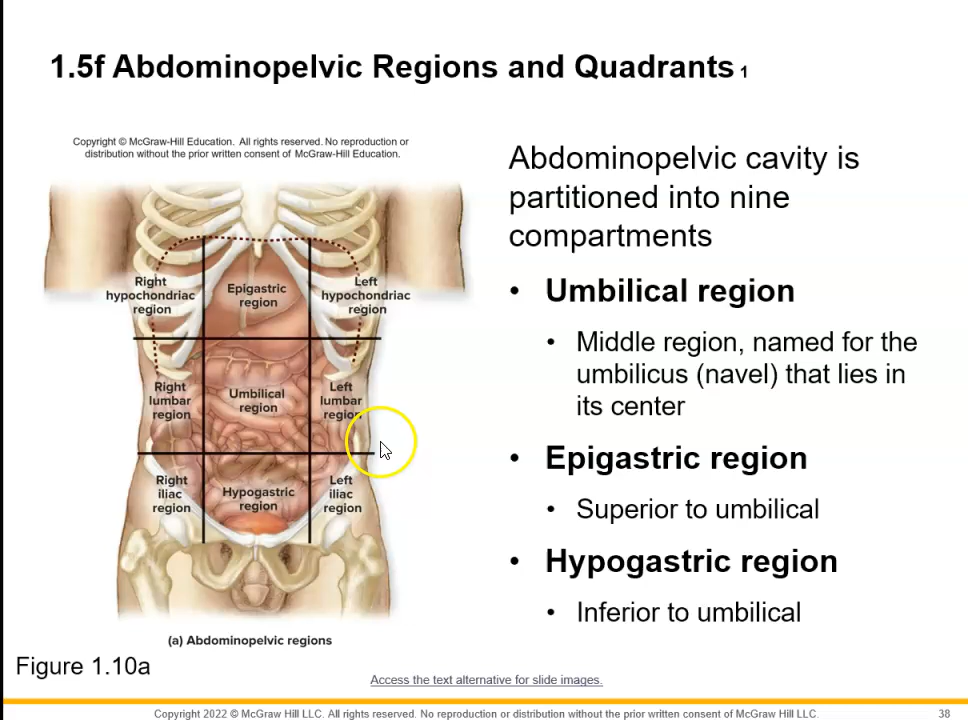 1.5f Abdominopelvic Regions and Quadrants 1
Copyright © McGraw-Hill Education. All rights reserved. No reproduction or
distribution without the prior written consent of McGraw-Hill Education.
Right
hypochondriac
region
Epigastric
region
Left
hypochondriac
region
Right
lumbar
region
Umbilical
region
Left
lumbar
region
Right
iliac
region
Hypogastric
region
Left
iliac
region
(a) Abdominopelvic regions
Figure 1.10a
Abdominopelvic cavity is
partitioned into nine
compartments
• Umbilical region
• Middle region, named for the
umbilicus (navel) that lies in
its center
• Epigastric region
• Superior to umbilical
• Hypogastric region
• Inferior to umbilical
Access the text alternative for slide images.
Copyright 2022 © McGraw Hill LLC. All rights reserved. No reproduction or distribution without the prior written consent of McGraw Hill LLC.
38